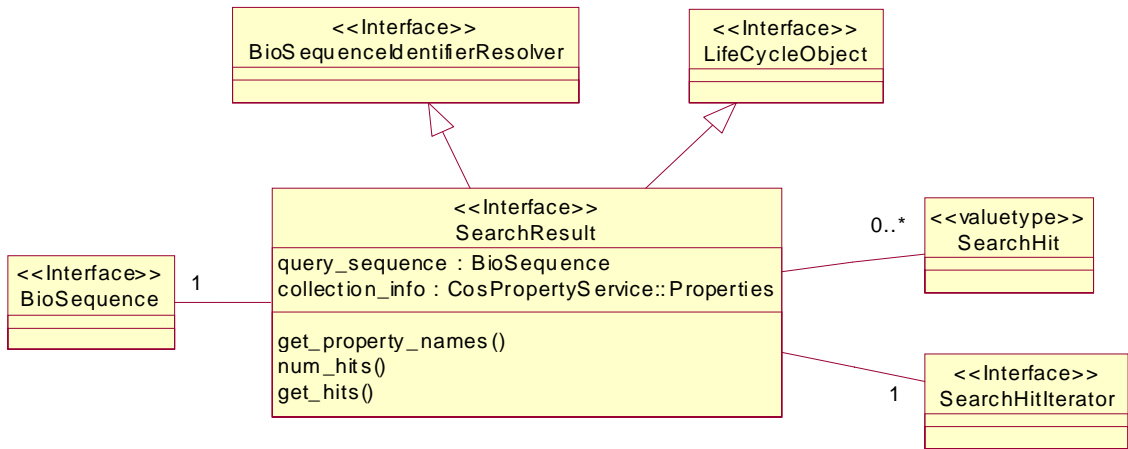 <<Interface>>
BioSequenceIdentifierResolver
<<Interface>>
LifeCycleObject
<<Interface>>
SearchResult
query_sequence : BioSequence
collection_info : CosPropertyService::Properties
get_property_names()
num_hits()
get_hits()
<<Interface>>
BioSequence
1
0..*
<<valuetype>>
SearchHit
<<Interface>>
SearchHitIterator
1